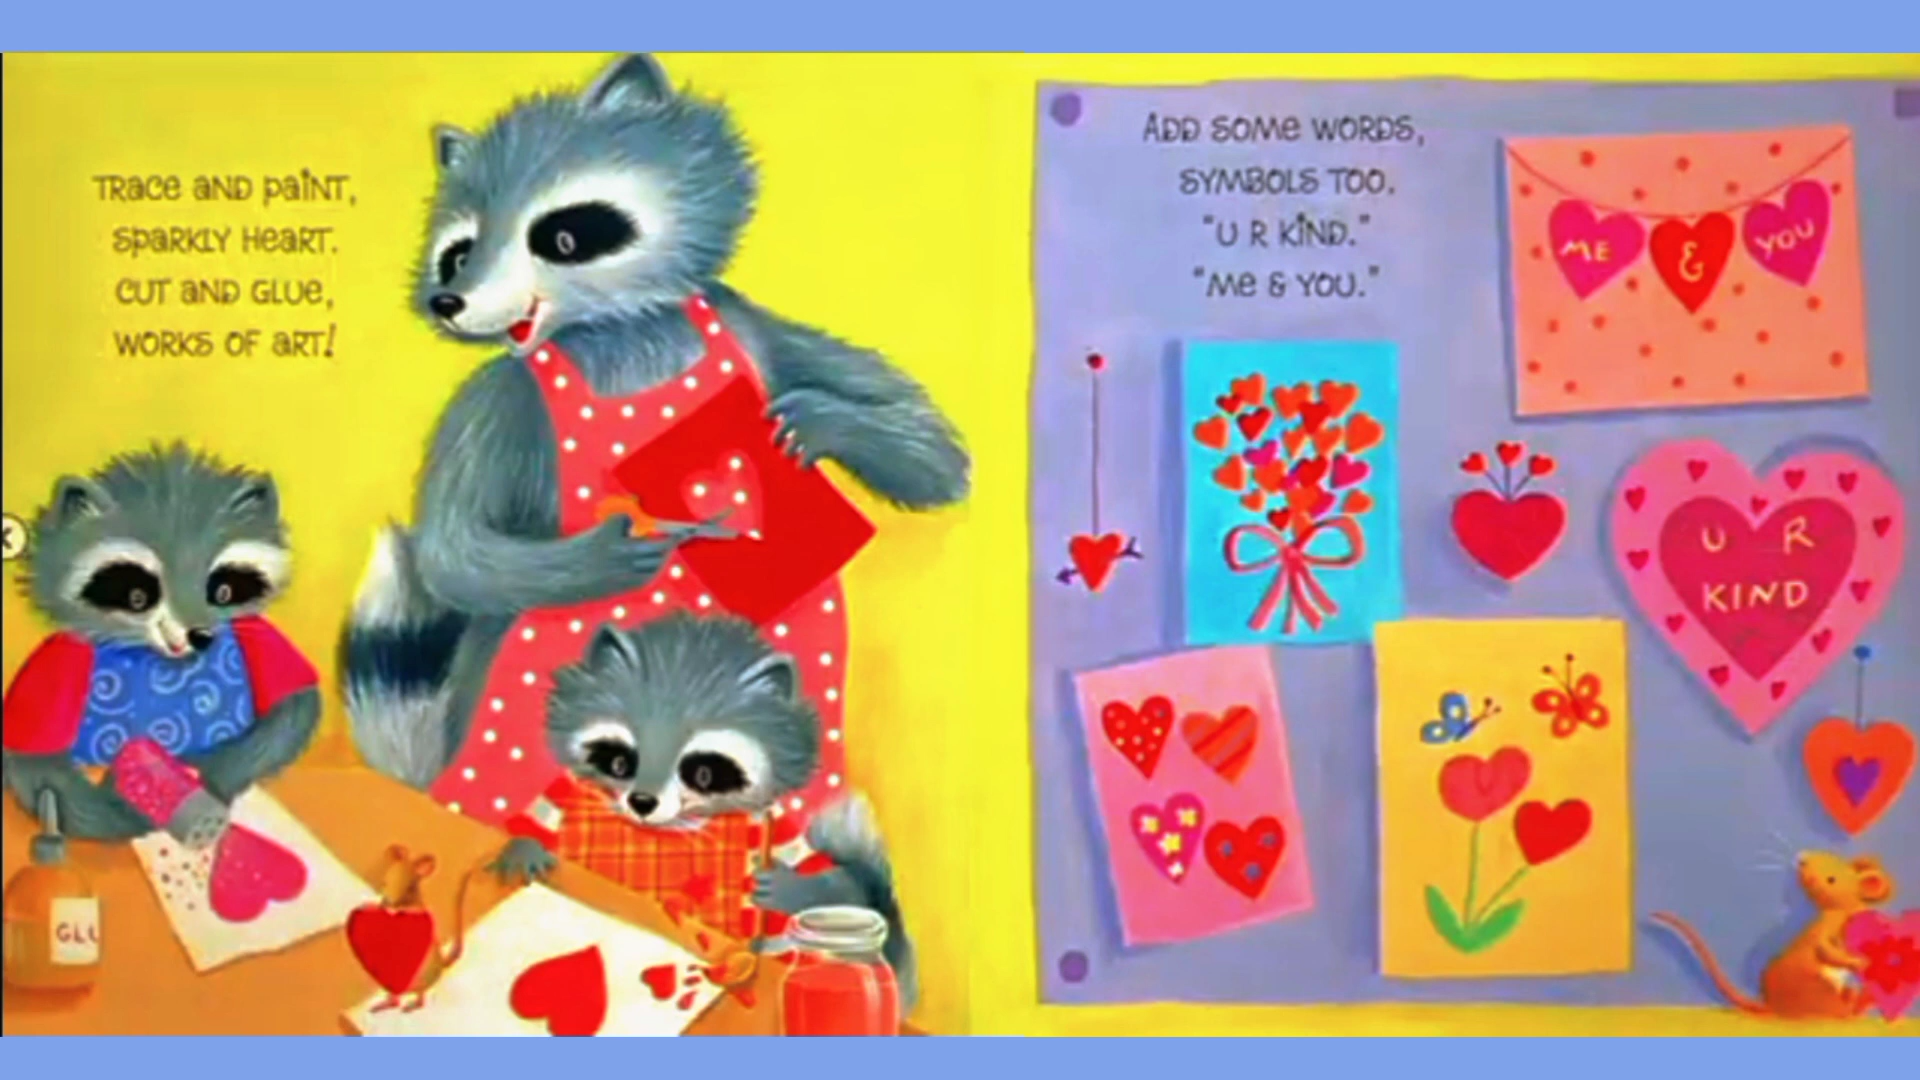 TRace aND PaiNT,
SPaRKLY HeaRT.
CUT aND GLUe,
WORKS OF aRT!
GLU
ADD SOMe WORDS,
SYMBOLS TOO.
"U R KiND."
"Me & YOU."
ME & YOU
U R
KIND